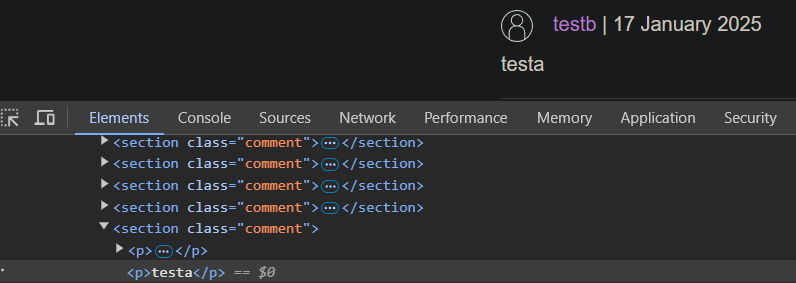 testb | 17 January 2025
testa
Elements Console Sources Network Performance Memory Application Security
<section class="comment">…</section>
<section class="comment">…</section>
<section class="comment">…</section>
<section class="comment">…</section>
<section class="comment">
<p>…</p>
<p>testa</p> == $0